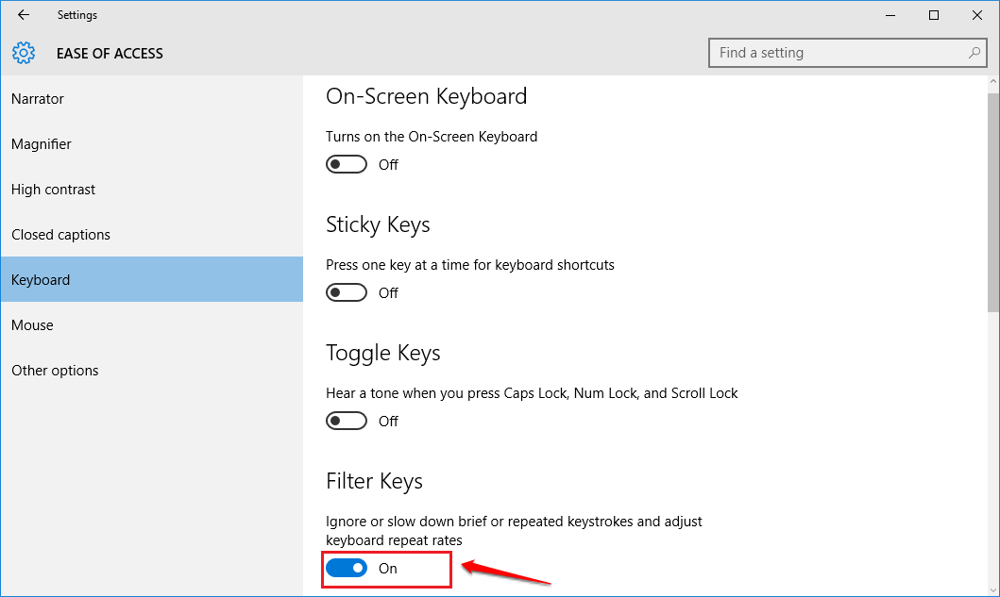 Settings
EASE OF ACCESS
Find a setting
Narrator
Magnifier
High contrast
Closed captions
Keyboard
Mouse
Other options
On-Screen Keyboard
Turns on the On-Screen Keyboard
Off
Sticky Keys
Press one key at a time for keyboard shortcuts
Off
Toggle Keys
Hear a tone when you press Caps Lock, Num Lock, and Scroll Lock
Off
Filter Keys
Ignore or slow down brief or repeated keystrokes and adjust
keyboard repeat rates
On